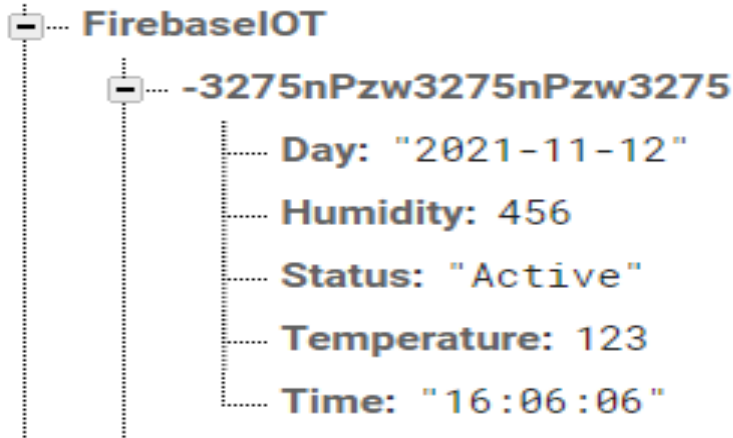 FirebaseIOT
-3275nPzw3275nPzw3275
Day: "2021-11-12"
Humidity: 456
Status: "Active"
Temperature: 123
Time: "16:06:06"